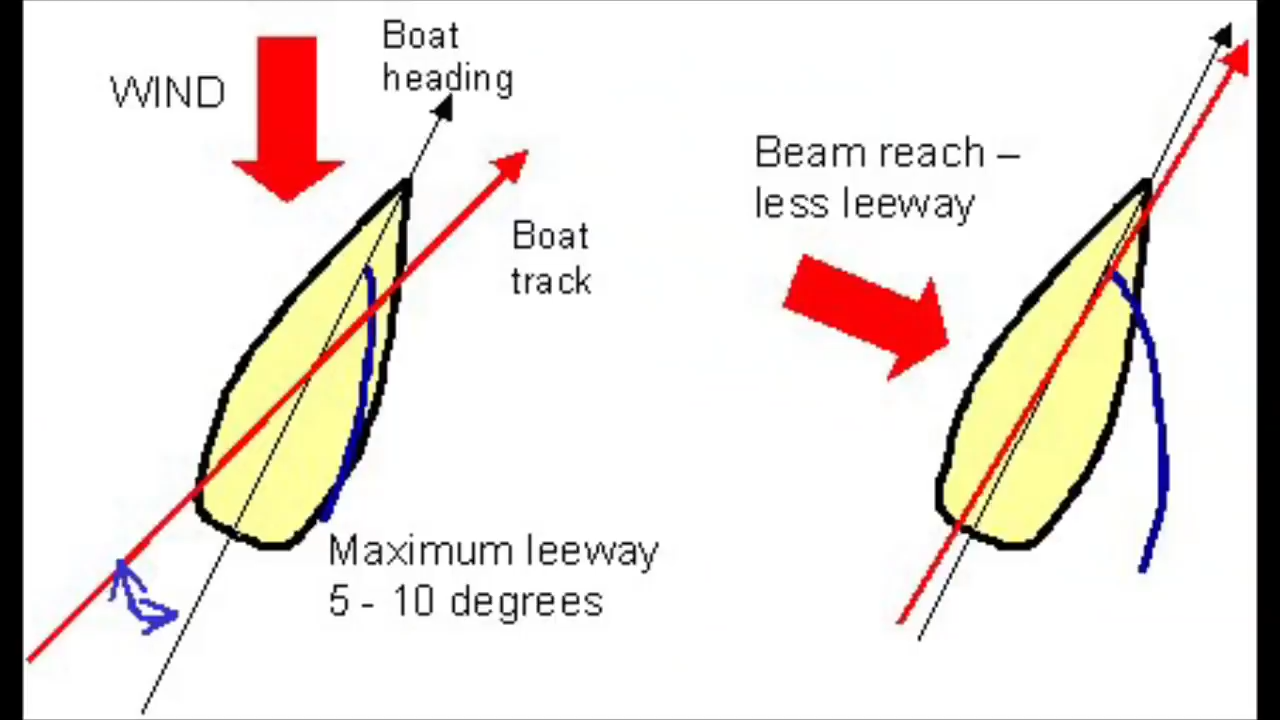 WIND
Boat
heading
Boat
track
Maximum leeway
5 - 10 degrees
Beam reach –
less leeway